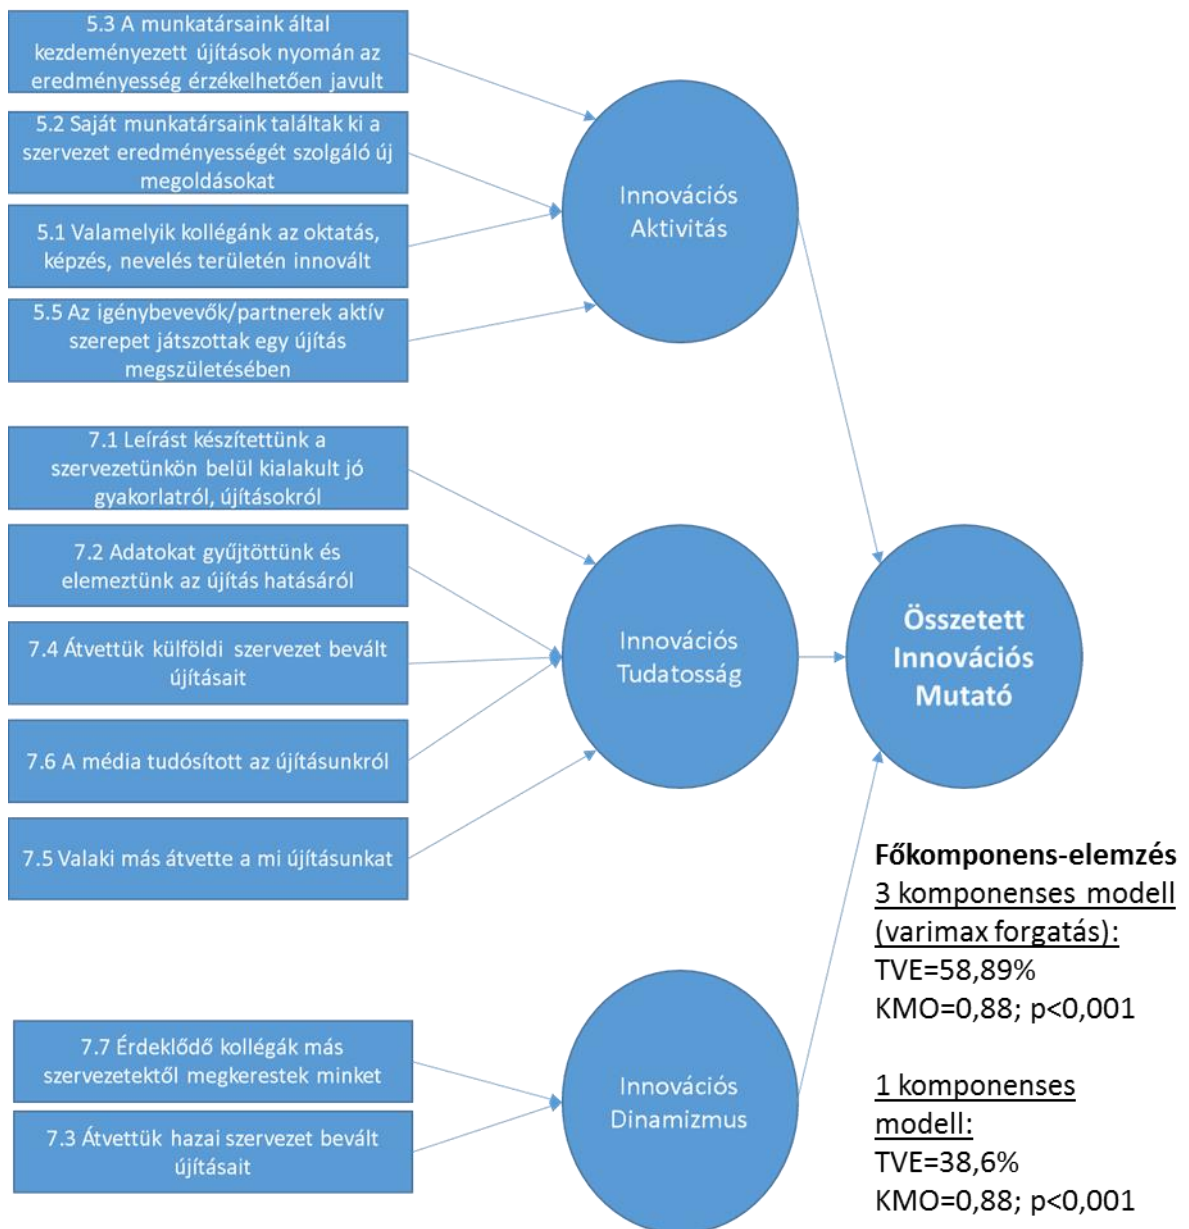 5.3 A munkatársaink által
kezdeményezett újítások nyomán az
eredményesség érzékelhetően javult
5.2 Saját munkatársaink találtak ki a
szervezet eredményességét szolgáló új
megoldásokat
5.1 Valamelyik kollégánk az oktatás,
képzés, nevelés területén innovált
5.5 Az igénybevevők/partnerek aktív
szerepet játszottak egy újítás
megszületésében
Innovációs
Aktivitás
7.1 Leírást készítettünk a
szervezetünkön belül kialakult jó
gyakorlatról, újításokról
7.2 Adatokat gyűjtöttünk és
elemeztünk az újítás hatásáról
7.4 Átvettük külföldi szervezet bevált
újításait
7.6 A média tudósított az újításunkról
7.5 Valaki más átvette a mi újításunkat
Innovációs
Tudatosság
Összetett
Innovációs
Mutató
7.7 Érdeklődő kollégák más
szervezetektől megkerestek minket
7.3 Átvettük hazai szervezet bevált
újításait
Innovációs
Dinamizmus
Főkomponens-elemzés
3 komponenses modell
(varimax forgatás):
TVE=58,89%
KMO=0,88; p<0,001
1 komponenses
modell:
TVE=38,6%
KMO=0,88; p<0,001